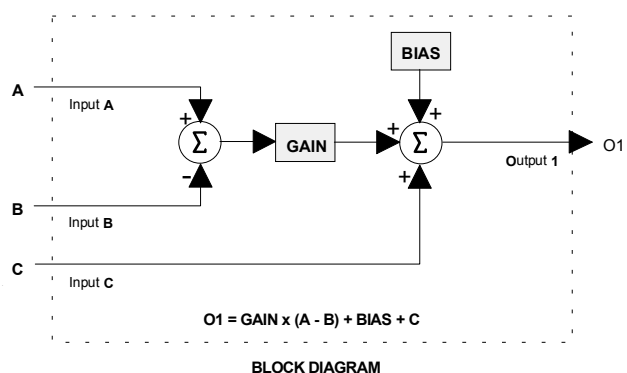 BIAS
A
Input A
+
+
+
Σ
GAIN
Σ
O1
Output 1
-
+
B
Input B
C
Input C
O1 = GAIN x (A - B) + BIAS + C
BLOCK DIAGRAM